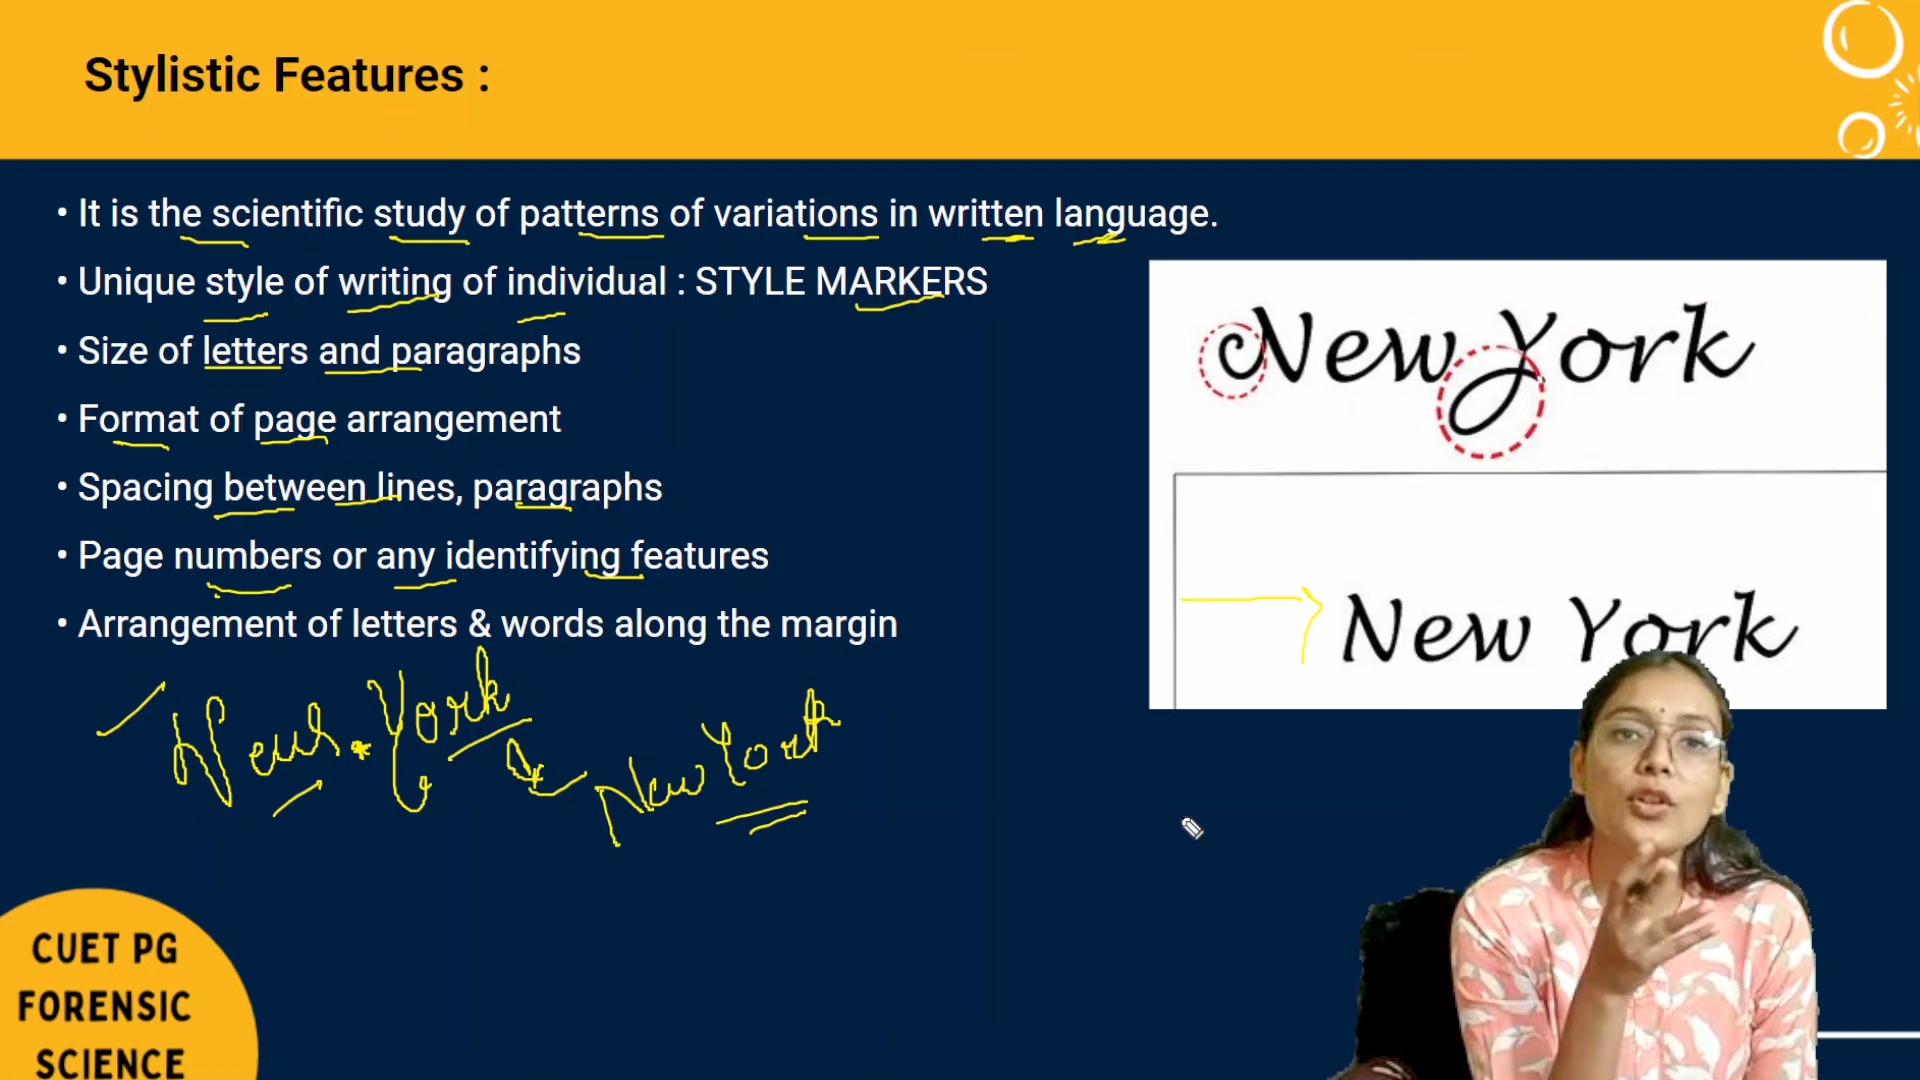 Stylistic Features :
• It is the scientific study of patterns of variations in written language.
• Unique style of writing of individual : STYLE MARKERS
• Size of letters and paragraphs
• Format of page arrangement
• Spacing between lines, paragraphs
• Page numbers or any identifying features
• Arrangement of letters & words along the margin
New York
New York
New York
New York
CUET PG
FORENSIC
SCIENCE